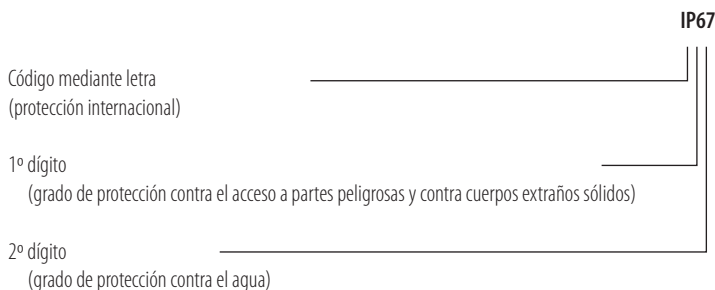 IP67
Código mediante letra
(protección internacional)
1º dígito
(grado de protección contra el acceso a partes peligrosas y contra cuerpos extraños sólidos)
2º dígito
(grado de protección contra el agua)